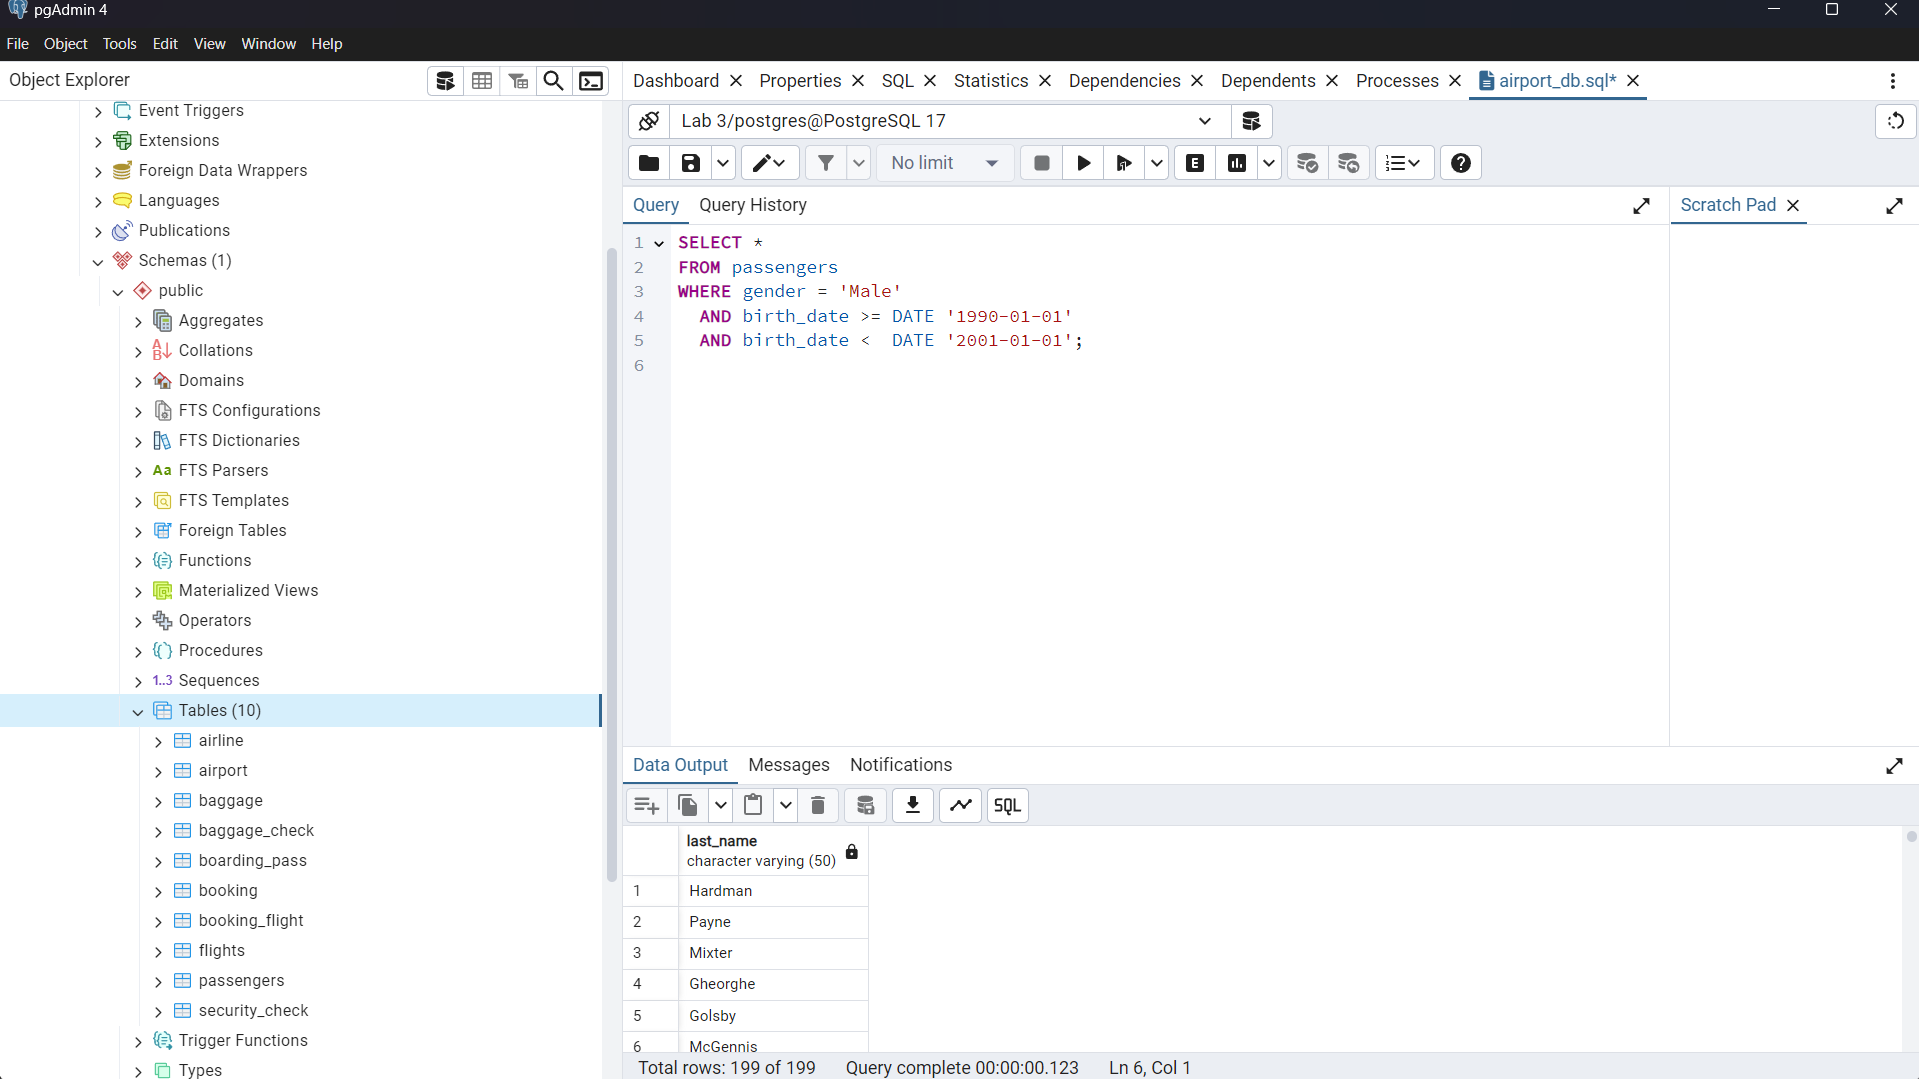 pgAdmin 4
File Object Tools Edit View Window Help
Object Explorer
Event Triggers
Extensions
Foreign Data Wrappers
Languages
Publications
Schemas (1)
public
Aggregates
Collations
Domains
FTS Configurations
FTS Dictionaries
Aa FTS Parsers
FTS Templates
Foreign Tables
Functions
Materialized Views
Operators
Procedures
1..3 Sequences
Tables (10)
airline
airport
baggage
baggage_check
boarding_pass
booking
booking_flight
flights
passengers
security_check
Trigger Functions
Types
Dashboard Properties SQL Statistics Dependencies Dependents Processes airport_db.sql*
Lab 3/postgres@PostgreSQL 17
No limit E
Query Query History
1 SELECT *
2 FROM passengers
3 WHERE gender = 'Male'
4 AND birth_date >= DATE '1990-01-01'
5 AND birth_date < DATE '2001-01-01';
6
Scratch Pad
Data Output Messages Notifications
SQL
last_name
character varying (50)
1 Hardman
2 Payne
3 Mixter
4 Gheorghe
5 Golsby
6 McGennis
Total rows: 199 of 199 Query complete 00:00:00.123 Ln 6, Col 1